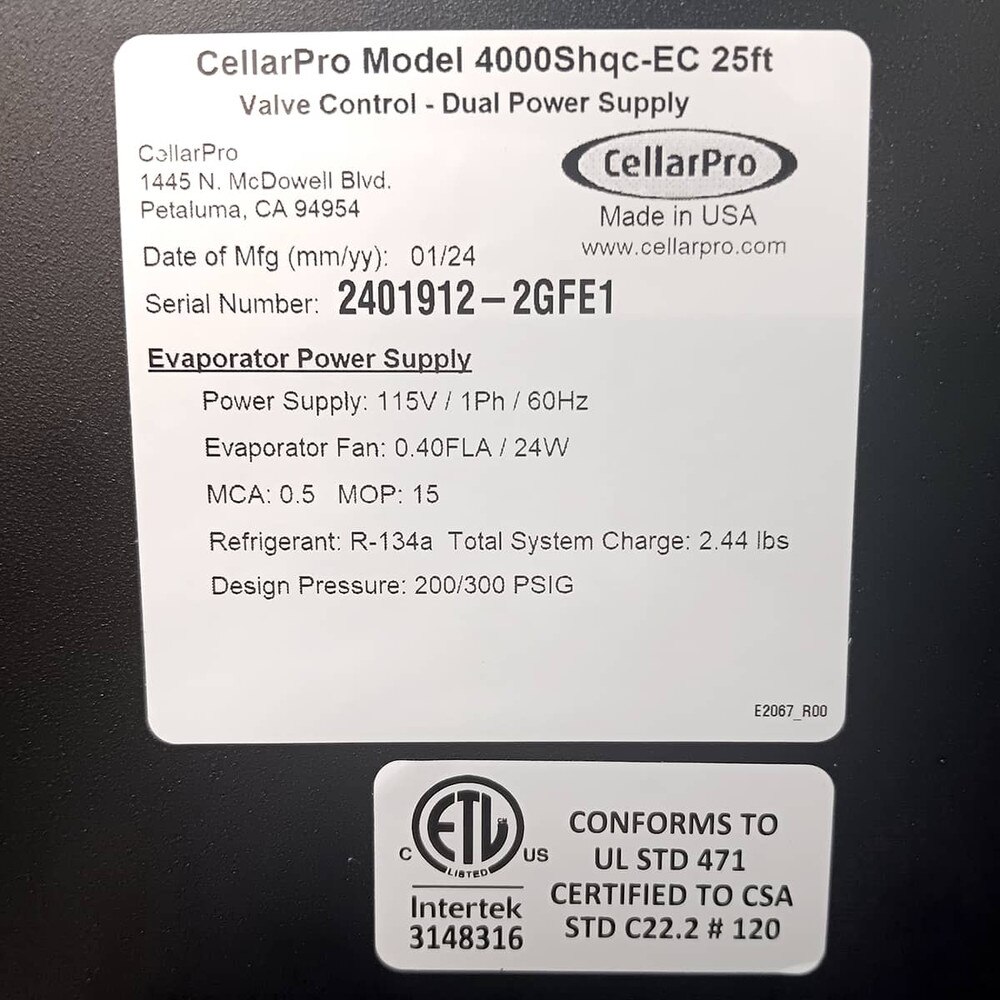 CellarPro Model 4000Shqc-EC 25ft
Valve Control - Dual Power Supply
CellarPro
1445 N. McDowell Blvd.
Petaluma, CA 94954
CellarPro
Made in USA
www.cellarpro.com
Date of Mfg (mm/yy): 01/24
Serial Number: 2401912-2GFE1
Evaporator Power Supply
Power Supply: 115V / 1Ph / 60Hz
Evaporator Fan: 0.40FLA / 24W
MCA: 0.5 MOP: 15
Refrigerant: R-134a Total System Charge: 2.44 lbs
Design Pressure: 200/300 PSIG
E2067_R00
ETL
C US
LISTED
Intertek
3148316
CONFORMS TO
UL STD 471
CERTIFIED TO CSA
STD C22.2 # 120